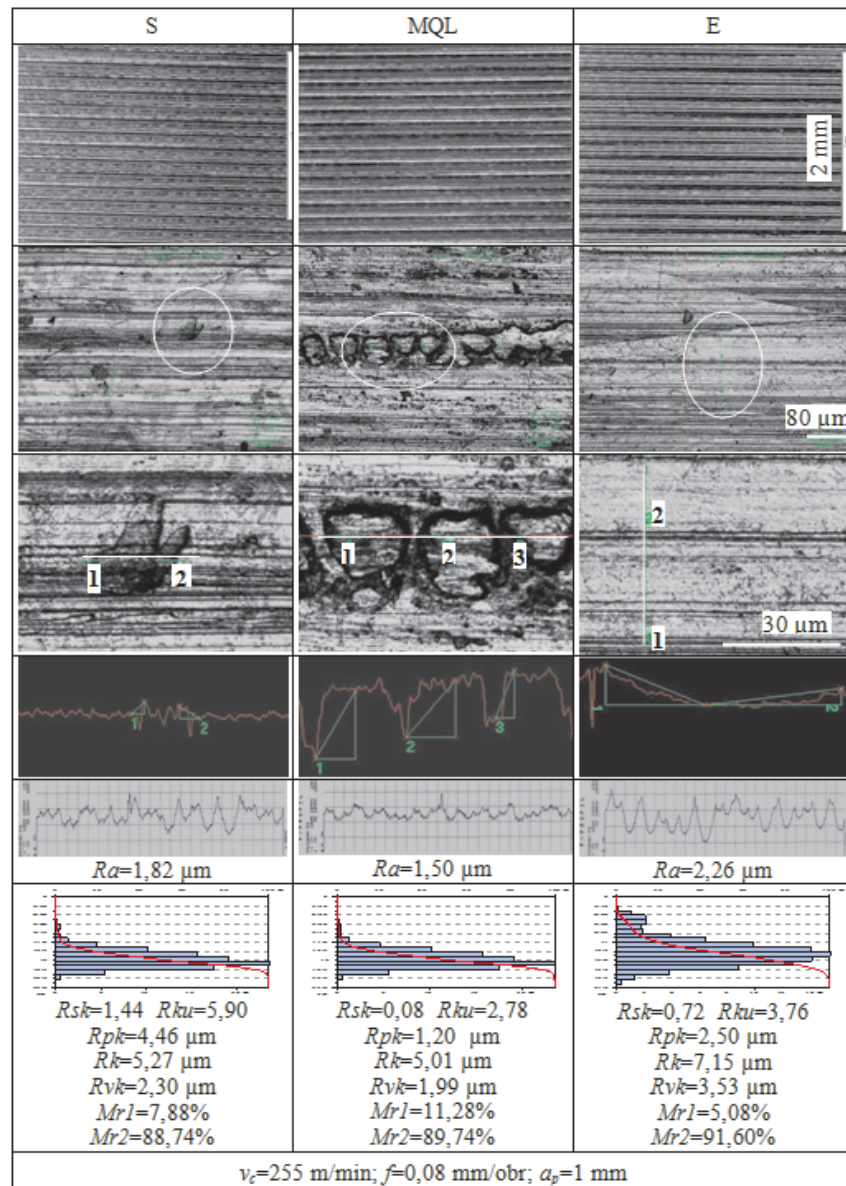 S MQL E
2 mm
80 µm
1 2 1 2 3 2
30 µm
1
1 2 1 2 3 1 2
Ra=1,82 µm Ra=1,50 µm Ra=2,26 µm
Rsk=1,44 Rku=5,90 Rsk=0,08 Rku=2,78 Rsk=0,72 Rku=3,76
Rpk=4,46 µm Rpk=1,20 µm Rpk=2,50 µm
Rk=5,27 µm Rk=5,01 µm Rk=7,15 µm
Rvk=2,30 µm Rvk=1,99 µm Rvk=3,53 µm
Mr1=7,88% Mr1=11,28% Mr1=5,08%
Mr2=88,74% Mr2=89,74% Mr2=91,60%
vc=255 m/min; f=0,08 mm/obr; ap=1 mm